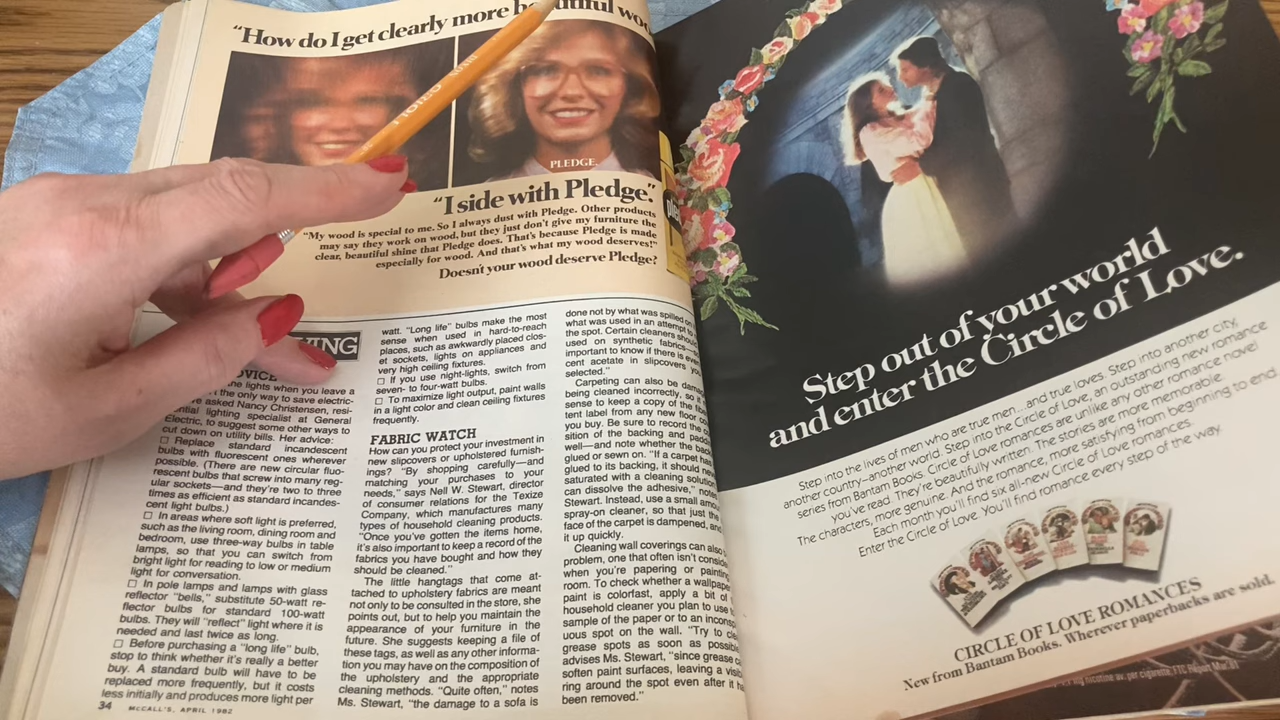 "How do I get clearly more beautiful
PLEDGE.
"I side with Pledge."
"My wood is special to me. So I always dust with Pledge. Other products
may say they work on wood, but they just don't give my furniture the
clear, beautiful shine that Pledge does. That's because Pledge is made
especially for wood. And that's what my wood deserves!"
Doesn't your wood deserve Pledge?
the lights when you leave a
the only way to save electric-
asked Nancy Christensen, resi-
lighting specialist at General
Electric, to suggest some other ways to
cut down on utility bills. Her advice:
□ Replace standard incandescent
bulbs with fluorescent ones wherever
possible. (There are new circular fluo-
rescent bulbs that screw into many reg-
ular sockets—and they're two to three
times as efficient as standard incandes-
cent light bulbs.)
□ In areas where soft light is preferred,
such as the living room, dining room and
bedroom, use three-way bulbs in table
lamps, so that you can switch from
bright light for reading to low or medium
light for conversation.
□ In pole lamps and lamps with glass
reflector "bells," substitute 50-watt re-
flector bulbs for standard 100-watt
bulbs. They will "reflect" light where it is
needed and last twice as long.
□ Before purchasing a "long life" bulb,
stop to think whether it's really a better
buy. A standard bulb will have to be
replaced more frequently, but it costs
less initially and produces more light per
34 McCALL'S, APRIL 1982
watt. "Long life" bulbs make the most
sense when used in hard-to-reach
places, such as awkwardly placed clos-
et sockets, lights on appliances and
very high ceiling fixtures.
□ If you use night-lights, switch from
seven- to four-watt bulbs.
□ To maximize light output, paint walls
in a light color and clean ceiling fixtures
frequently.
FABRIC WATCH
How can you protect your investment in
new slipcovers or upholstered furnish-
ings? "By shopping carefully—and
matching your purchases to your
needs," says Nell W. Stewart, director
of consumer relations for the Texize
Company, which manufactures many
types of household cleaning products.
"Once you've gotten the items home,
it's also important to keep a record of the
fabrics you have bought and how they
should be cleaned."
The little hangtags that come at-
tached to upholstery fabrics are meant
not only to be consulted in the store, she
points out, but to help you maintain the
appearance of your furniture in the
future. She suggests keeping a file of
these tags, as well as any other informa-
tion you may have on the composition of
the upholstery and the appropriate
cleaning methods. "Quite often," notes
Ms. Stewart, "the damage to a sofa is
done not by what was spilled
what was used in an attempt
the spot. Certain cleaners should
used on synthetic fabrics—
important to know if there is
cent acetate in slipcovers
selected."
Carpeting can also be
being cleaned incorrectly, so
sense to keep a copy of the
tent label from any new floor
you buy. Be sure to record the
sition of the backing and
well—and note whether the
glued or sewn on. "If a carpet
glued to its backing, it should
saturated with a cleaning solution
can dissolve the adhesive,"
Stewart. Instead, use a small
spray-on cleaner, so that just the
face of the carpet is dampened,
it up quickly.
Cleaning wall coverings can also
problem, one that often isn't
when you're papering or painting
room. To check whether a wallpaper
paint is colorfast, apply a bit of
household cleaner you plan to use
sample of the paper or to an
uous spot on the wall. "Try to
grease spots as soon as possible
advises Ms. Stewart, "since grease
soften paint surfaces, leaving a
ring around the spot even after it
been removed."
Step out of your world
and enter the Circle of Love.
Step into the lives of men who are true men...and true loves. Step into another city,
another country—another world. Step into the Circle of Love, an outstanding new romance
series from Bantam Books. Circle of Love romances are unlike any other romance novel
you've read. They're beautifully written. The stories are more memorable.
The characters, more genuine. And the romance, more satisfying from beginning to end.
Each month you'll find six all-new Circle of Love romances.
Enter the Circle of Love. You'll find romance every step of the way.
CIRCLE OF LOVE ROMANCES
New from Bantam Books. Wherever paperbacks are sold.
nicotine av. per cigarette, FTC Report